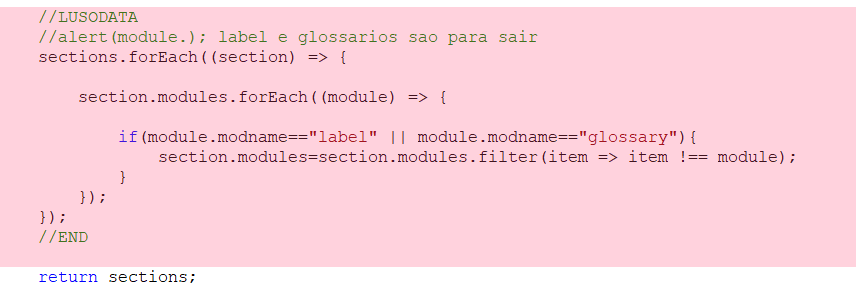 //LUSODATA
//alert(module.); label e glossarios sao para sair
sections.forEach((section) => {
section.modules.forEach((module) => {
if(module.modname=="label" || module.modname=="glossary"){
section.modules=section.modules.filter(item => item !== module);
}
});
});
//END
return sections;